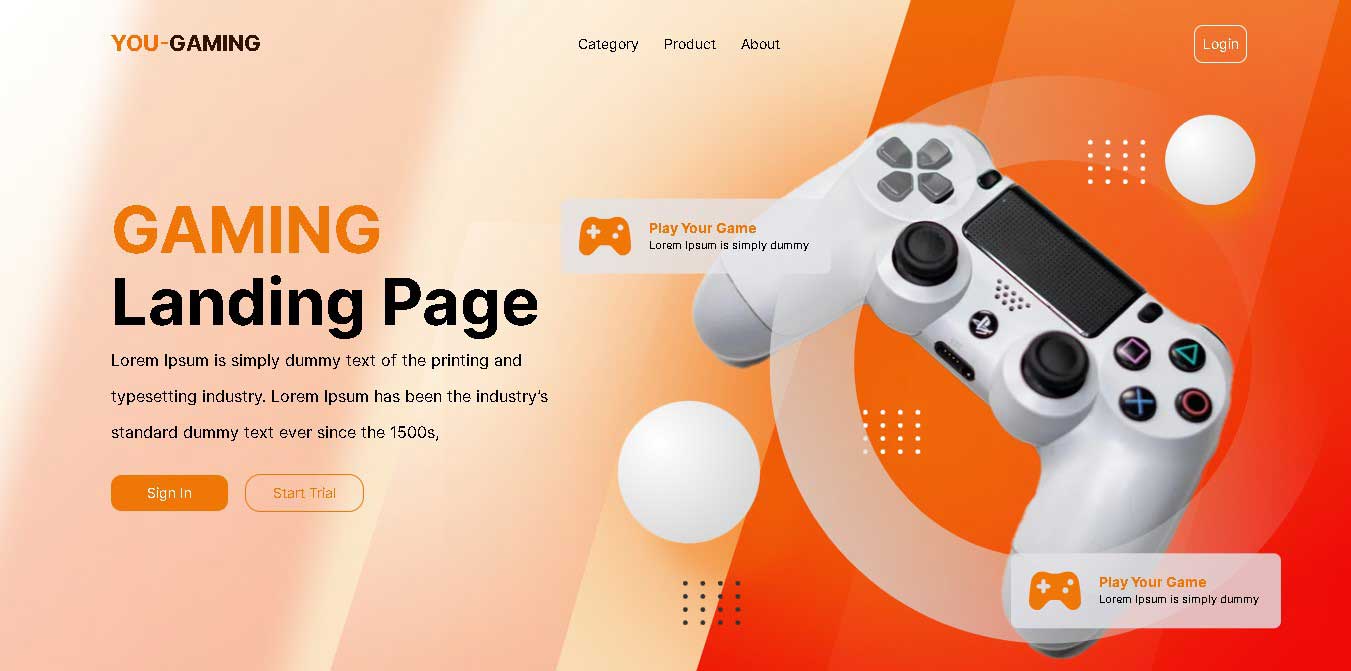 YOU-GAMING
Category Product About
Login
GAMING
Landing Page
Lorem Ipsum is simply dummy text of the printing and
typesetting industry. Lorem Ipsum has been the industry's
standard dummy text ever since the 1500s,
Sign In
Start Trial
Play Your Game
Lorem Ipsum is simply dummy
Play Your Game
Lorem Ipsum is simply dummy